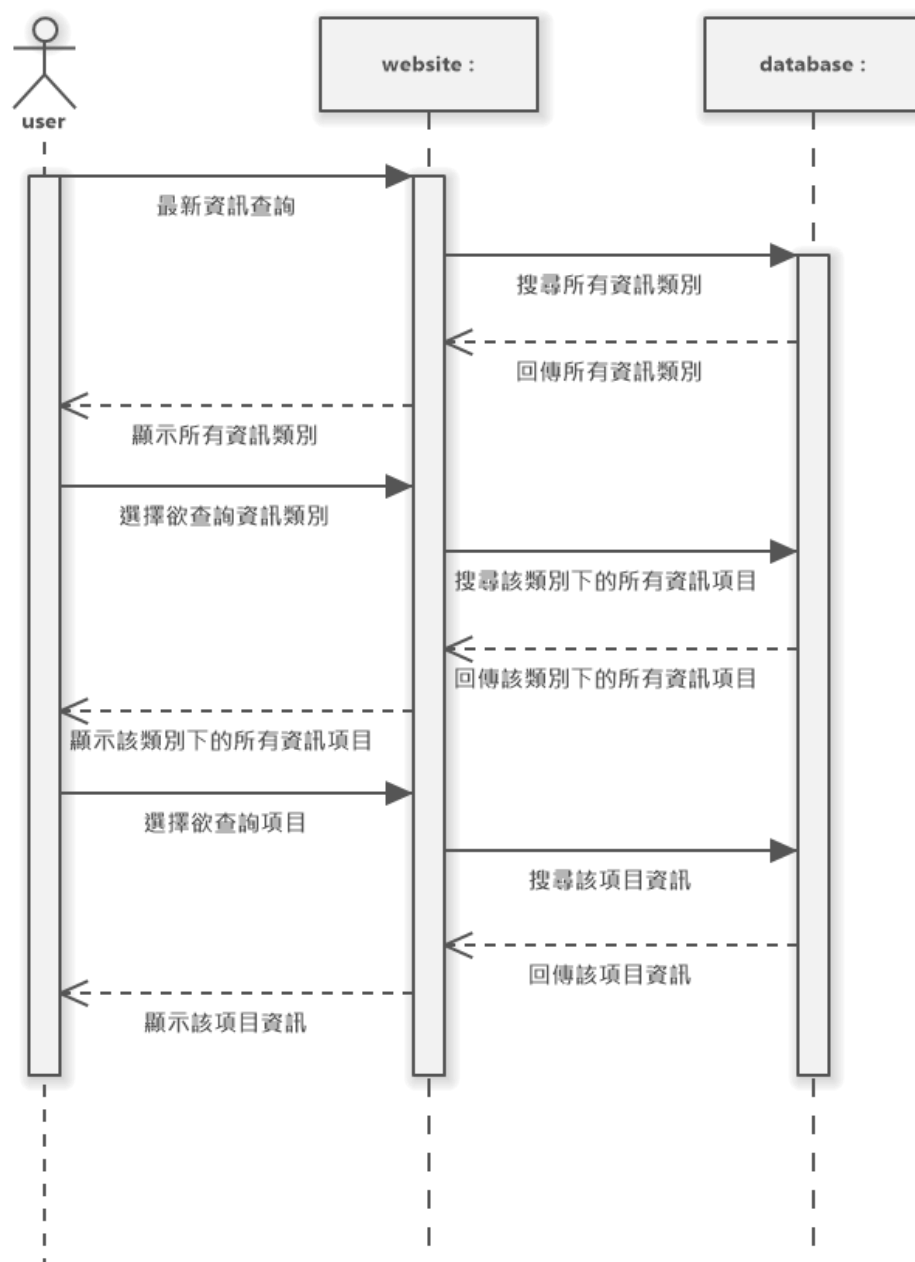 user
website :
database :
最新資訊查詢
搜尋所有資訊類別
回傳所有資訊類別
顯示所有資訊類別
選擇欲查詢資訊類別
搜尋該類別下的所有資訊項目
回傳該類別下的所有資訊項目
顯示該類別下的所有資訊項目
選擇欲查詢項目
搜尋該項目資訊
回傳該項目資訊
顯示該項目資訊